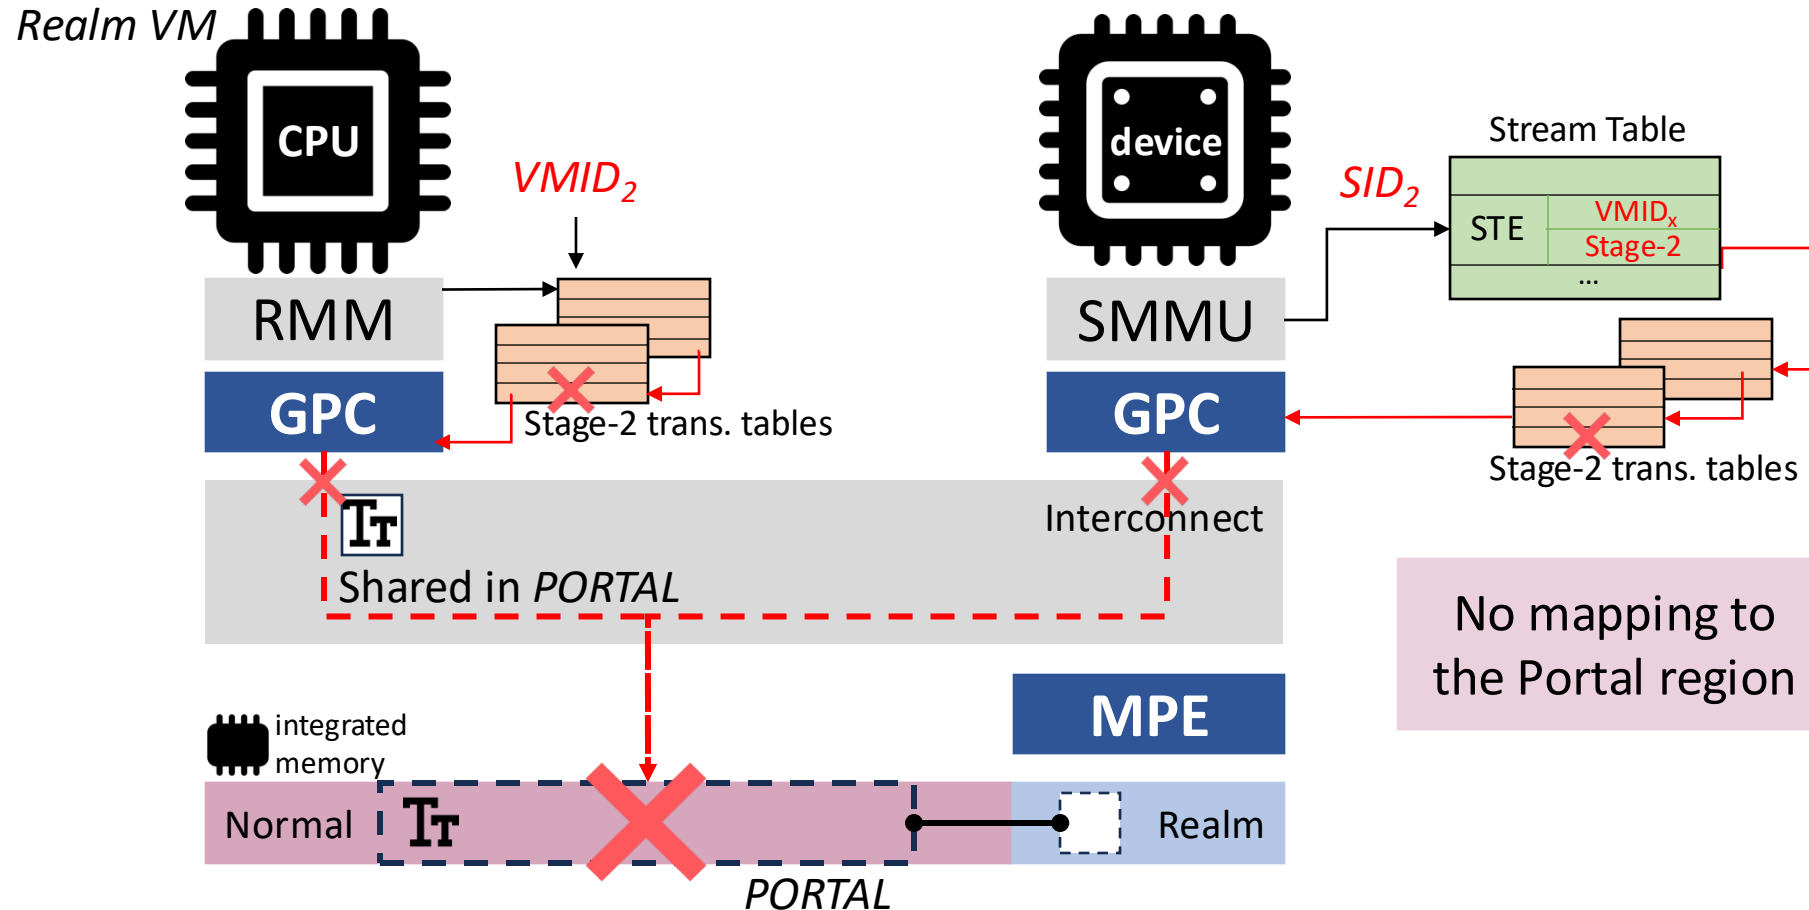 Realm VM
CPU
VMID2
RMM
GPC
Stage-2 trans. tables
device
SID2
Stream Table
STE
VMIDx
Stage-2
...
SMMU
GPC
Stage-2 trans. tables
Tт
Interconnect
Shared in PORTAL
No mapping to
the Portal region
MPE
integrated
memory
Normal
Tт
Realm
PORTAL